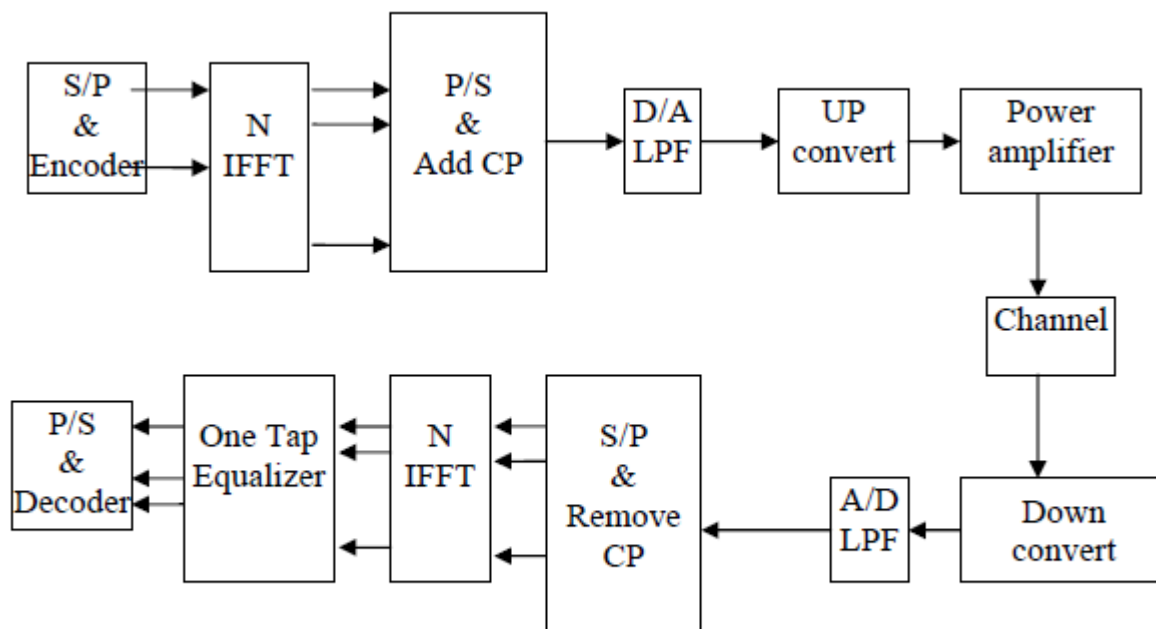 S/P
&
Encoder
N
IFFT
P/S
&
Add CP
D/A
LPF
UP
convert
Power
amplifier
Channel
P/S
&
Decoder
One Tap
Equalizer
N
IFFT
S/P
&
Remove
CP
A/D
LPF
Down
convert